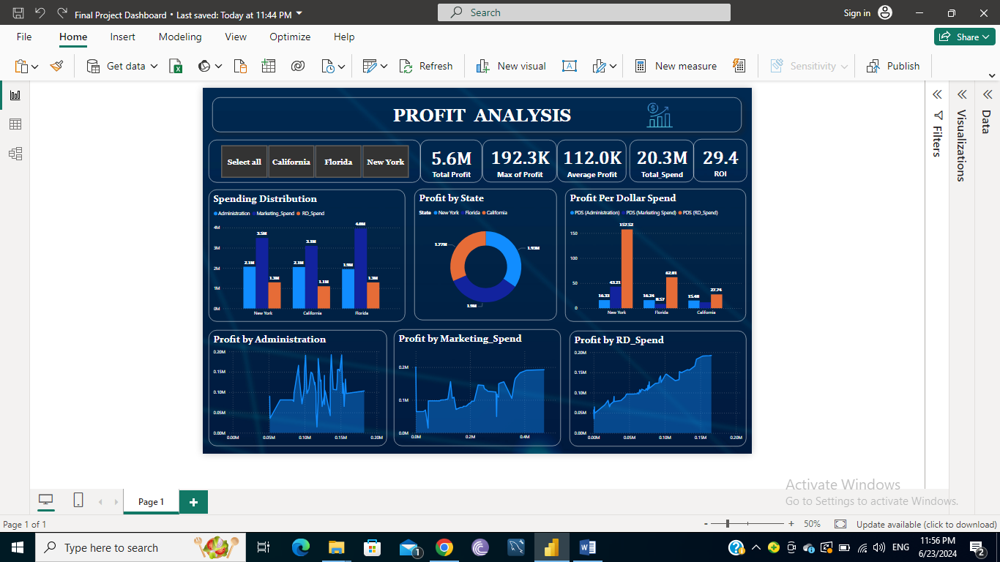 Final Project Dashboard • Last saved: Today at 11:44 PM
Search
Sign in
File Home Insert Modeling View Optimize Help
Share
Get data
Refresh
New visual
New measure
Sensitivity
Publish
PROFIT ANALYSIS
Select all California Florida New York
5.6M
Total Profit
192.3K
Max of Profit
112.0K
Average Profit
20.3M
Total_Spend
29.4
ROI
Spending Distribution
Administration Marketing_Spend RD_Spend
4M
3M
2M
1M
0M
2.1M 3.5M 1.3M
2.1M 3.1M 1.1M
1.9M 4.0M 1.3M
New York California Florida
Profit by State
State New York Florida California
1.77M
1.93M
1.9M
Profit Per Dollar Spend
PDS (Administration) PDS (Marketing Spend) PDS (RD_Spend)
150
100
50
0
16.33 43.21 157.52
16.24 8.57 62.81
15.48 27.74
New York Florida California
Profit by Administration
0.20M
0.15M
0.10M
0.05M
0.00M
0.00M 0.05M 0.10M 0.15M 0.20M
Profit by Marketing_Spend
0.2M
0.1M
0.0M
0.0M 0.2M 0.4M
Profit by RD_Spend
0.20M
0.15M
0.10M
0.05M
0.00M
0.00M 0.05M 0.10M 0.15M 0.20M
Filters
Visualizations
Data
Activate Windows
Go to Settings to activate Windows.
Page 1
Page 1 of 1
50%
Update available (click to download)
Type here to search
1
ENG
11:56 PM
6/23/2024
2